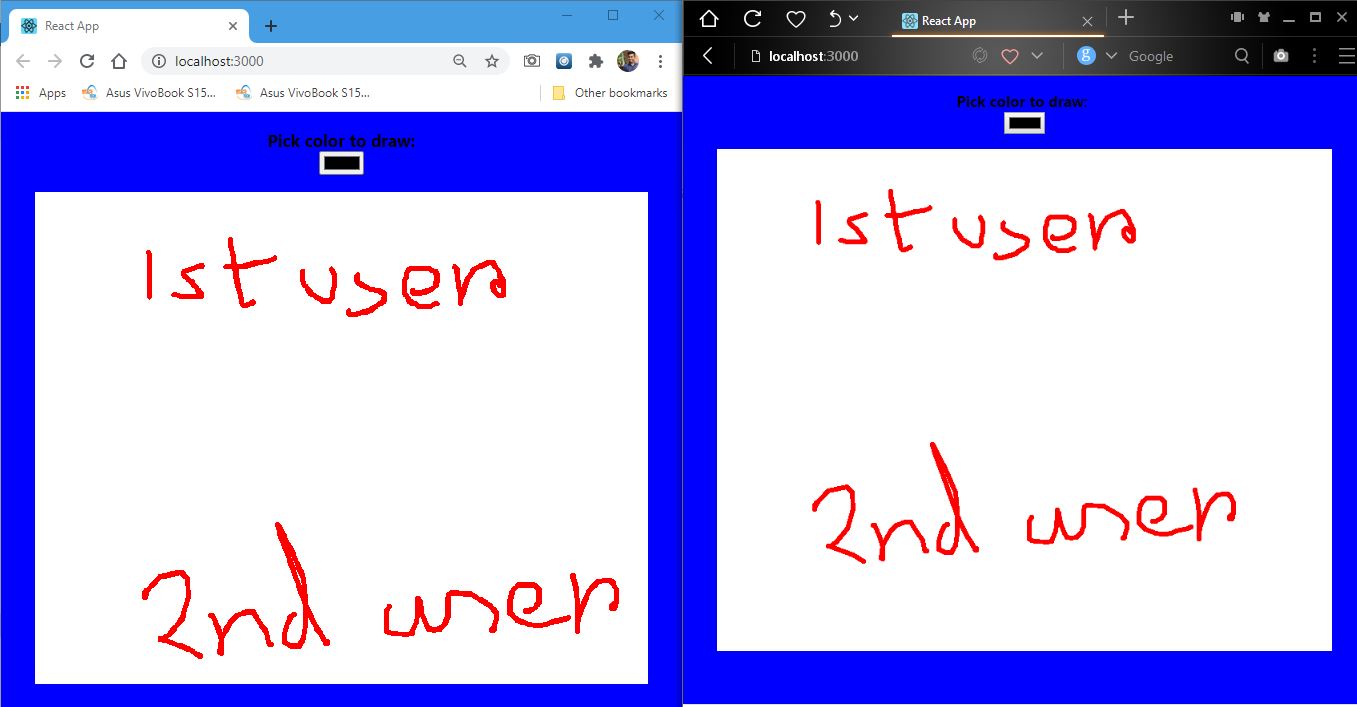 React App
localhost:3000
Apps
Asus VivoBook S15...
Asus VivoBook S15...
Other bookmarks
Pick color to draw:
1st user
2nd user
React App
localhost:3000
g
Google
Pick color to draw:
1st user
2nd user